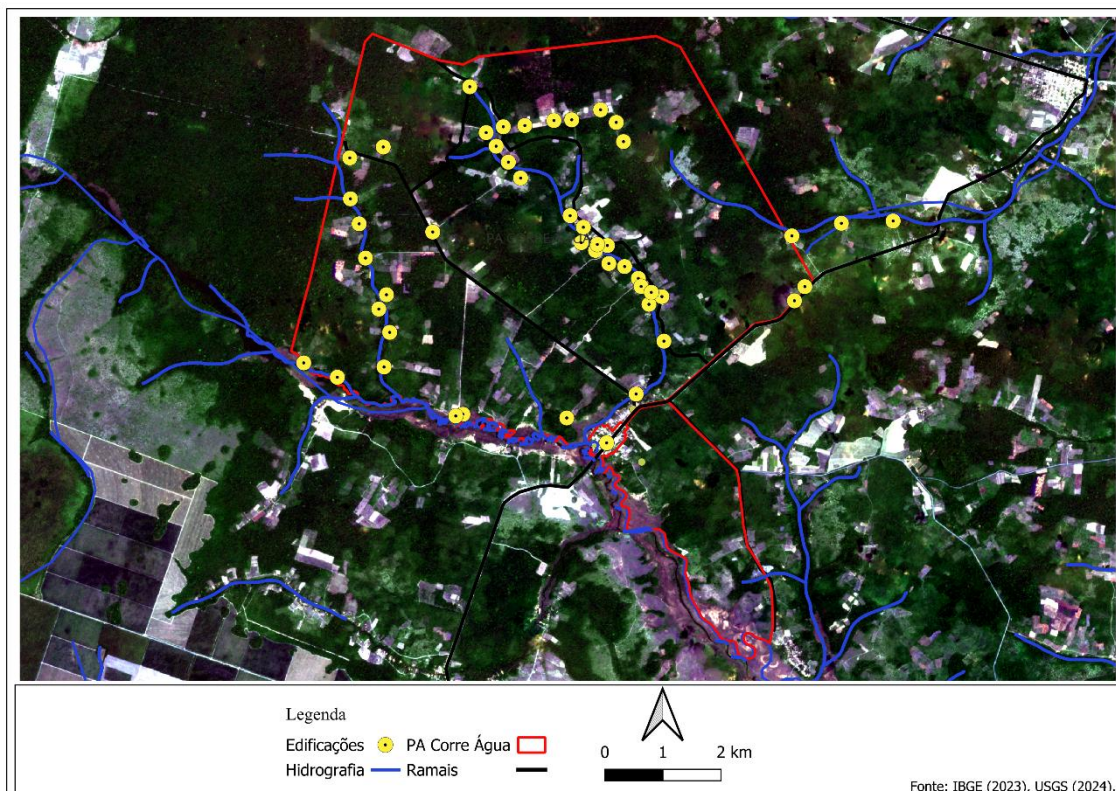 Legenda
Edificações PA Corre Água
Hidrografia Ramais
0 1 2 km
Fonte: IBGE (2023), USGS (2024).